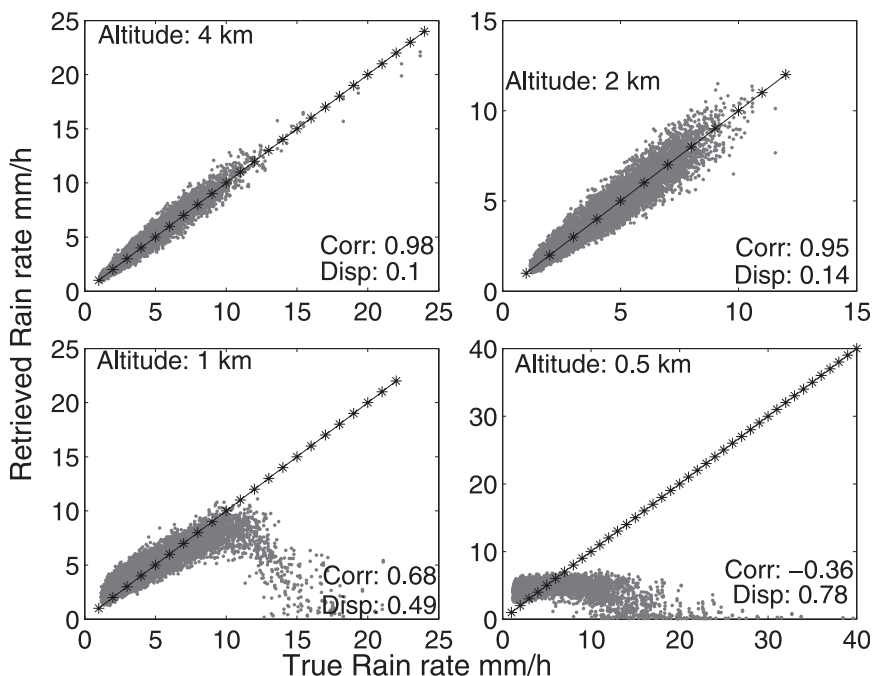 Altitude: 4 km
25
20
15
10
5
0
0 5 10 15 20 25
Corr: 0.98
Disp: 0.1
Altitude: 2 km
15
10
5
0
0 5 10 15
Corr: 0.95
Disp: 0.14
Altitude: 1 km
25
20
15
10
5
0
0 5 10 15 20 25
Corr: 0.68
Disp: 0.49
Altitude: 0.5 km
40
30
20
10
0
0 10 20 30 40
Corr: −0.36
Disp: 0.78
Retrieved Rain rate mm/h
True Rain rate mm/h